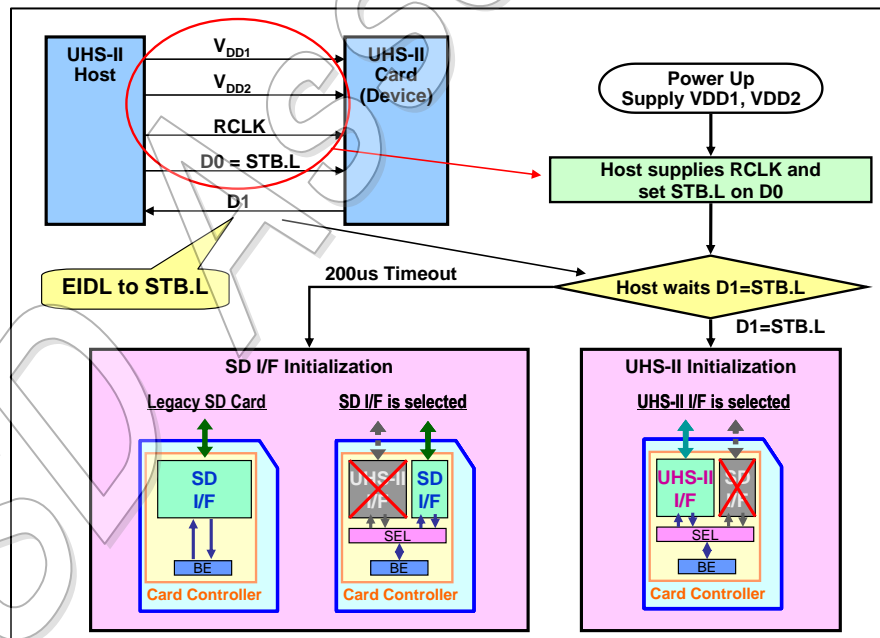 UHS-II
Host
VDD1
VDD2
RCLK
D0 = STB.L
D1
UHS-II
Card
(Device)
EIDL to STB.L
Power Up
Supply VDD1, VDD2
Host supplies RCLK and
set STB.L on D0
Host waits D1=STB.L
200us Timeout
D1=STB.L
SD I/F Initialization
Legacy SD Card
SD
I/F
BE
Card Controller
SD I/F is selected
UHS-II
I/F
SD
I/F
SEL
BE
Card Controller
UHS-II Initialization
UHS-II I/F is selected
UHS-II
I/F
SD
I/F
SEL
BE
Card Controller
SD Asso